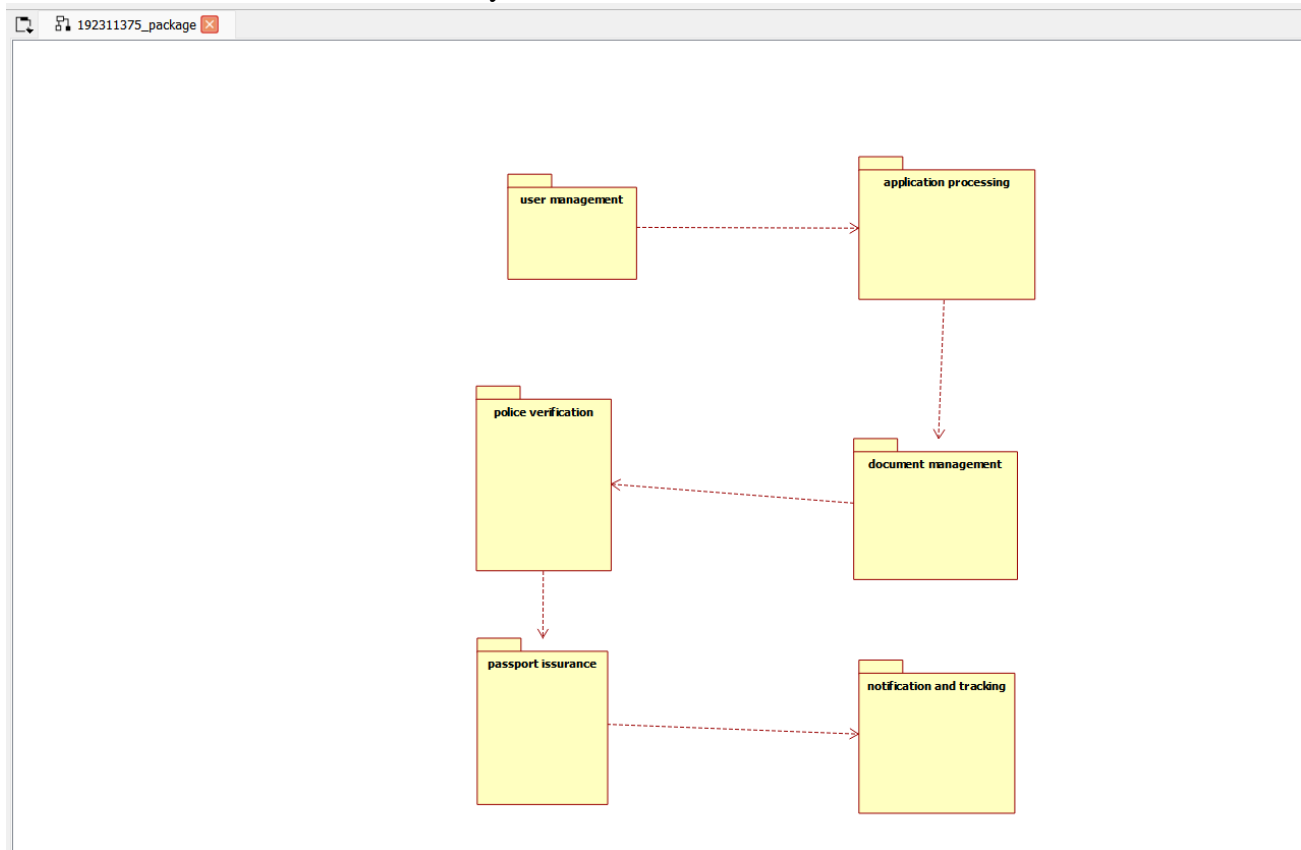 192311375_package
user management
application processing
police verification
document management
passport issurance
notification and tracking